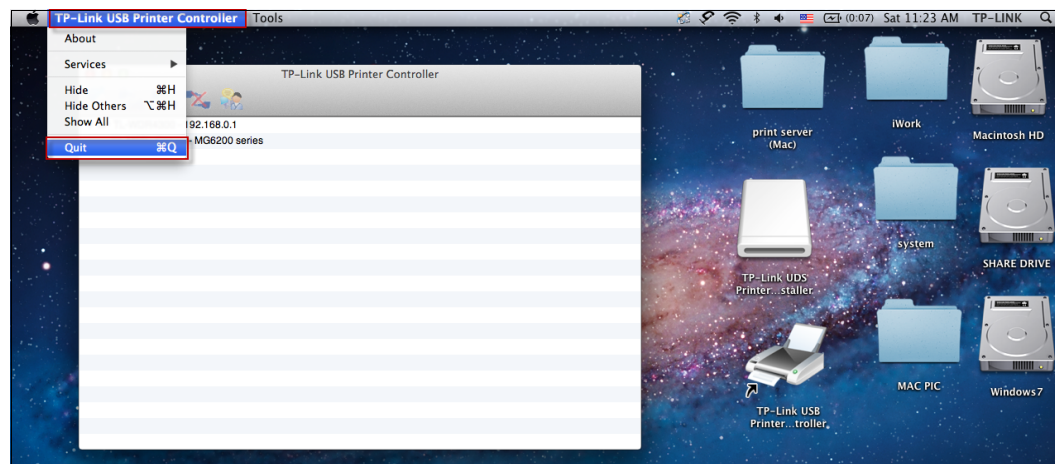 TP-Link USB Printer Controller Tools (0:07) Sat 11:23 AM TP-LINK
About
Services
Hide ⌘H
Hide Others ⌥⌘H
Show All
Quit ⌘Q
TP-Link USB Printer Controller
192.168.0.1
MG6200 series
print server
(Mac)
iWork
Macintosh HD
TP-Link UDS
Printer...staller
system
SHARE DRIVE
TP-Link USB
Printer...troller
MAC PIC
Windows7